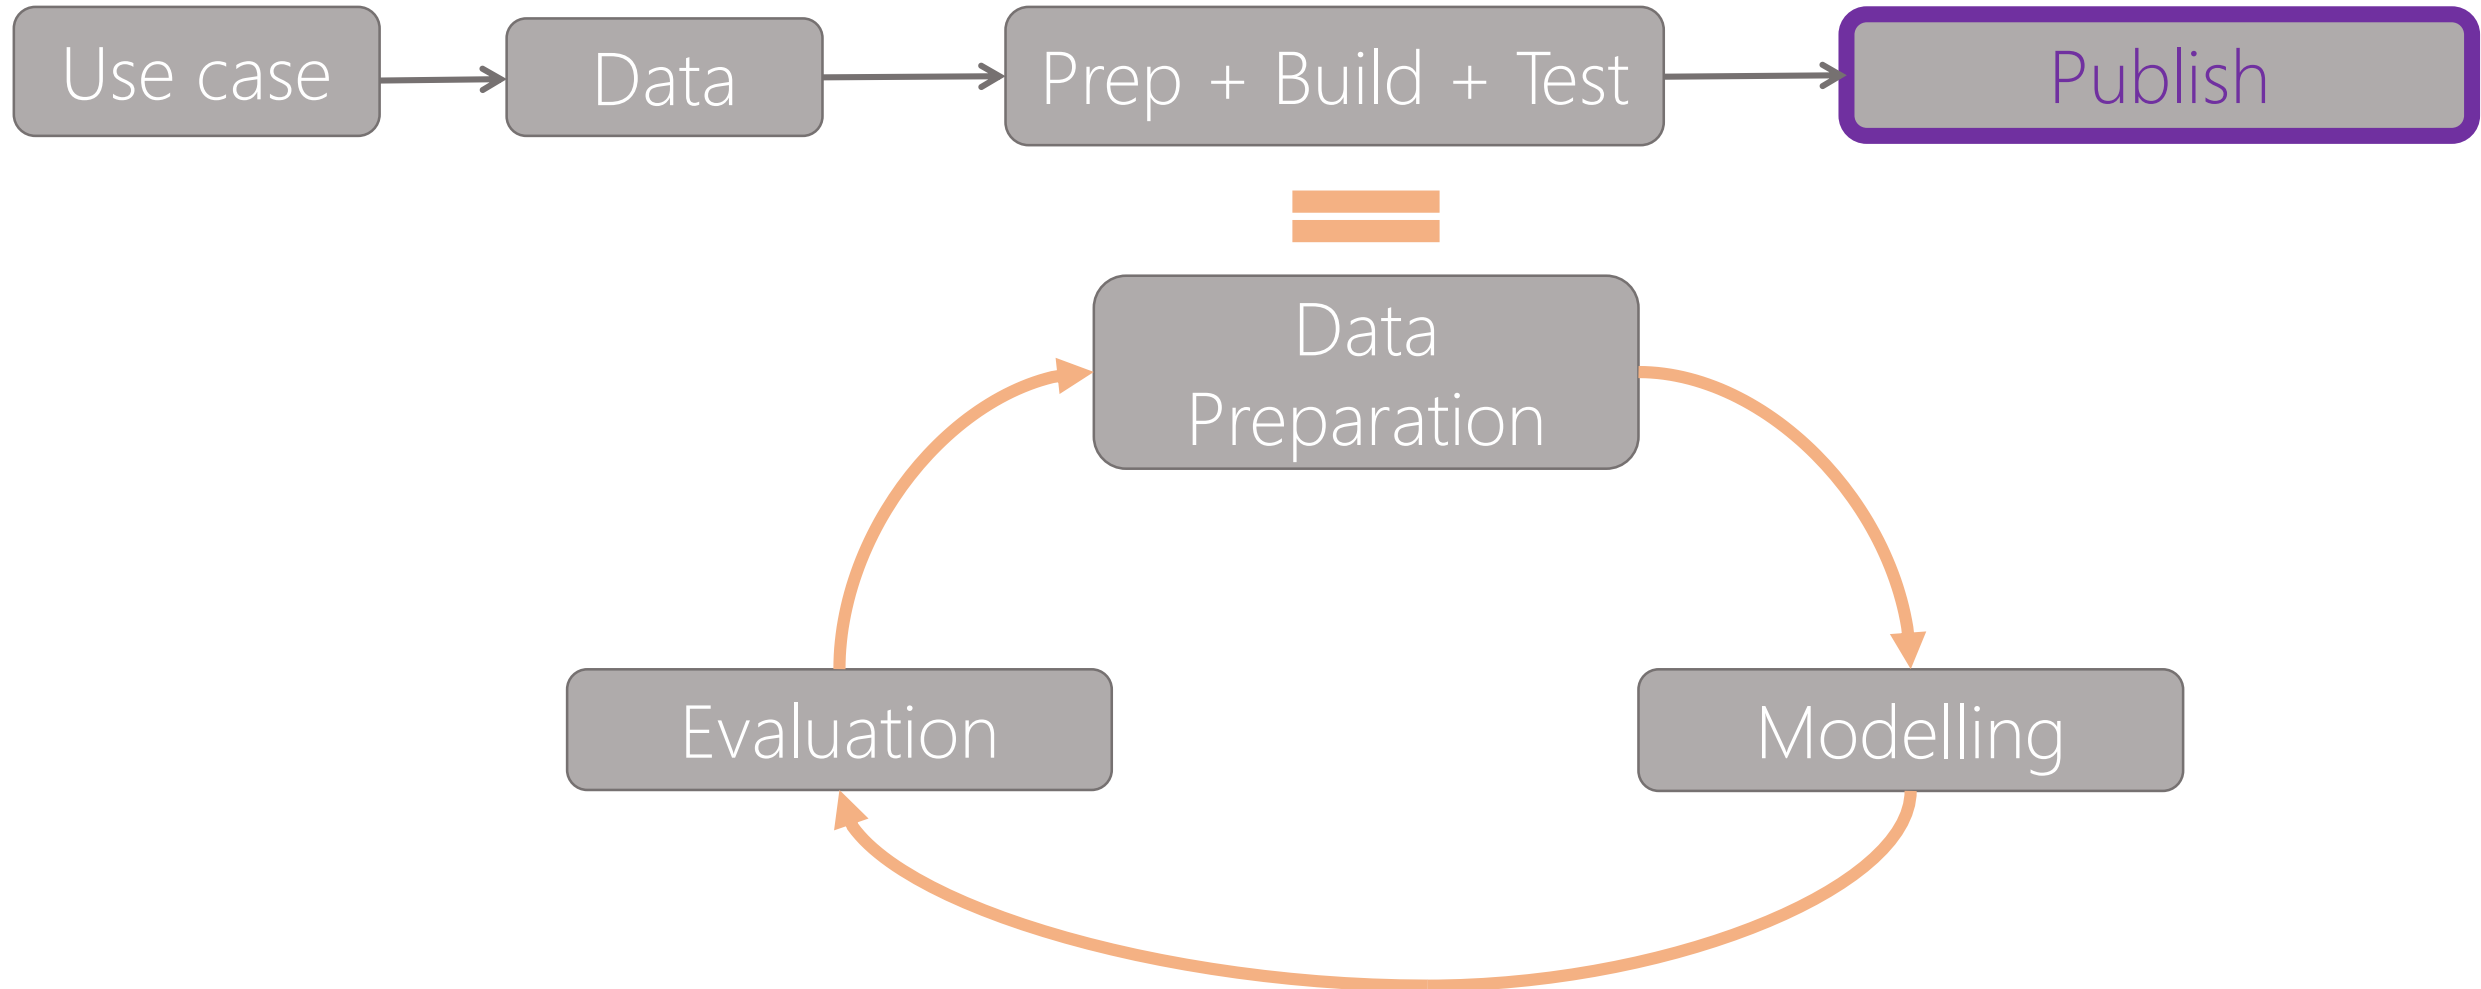 Use case
Data
Prep + Build + Test
Publish
Data
Preparation
Evaluation
Modelling